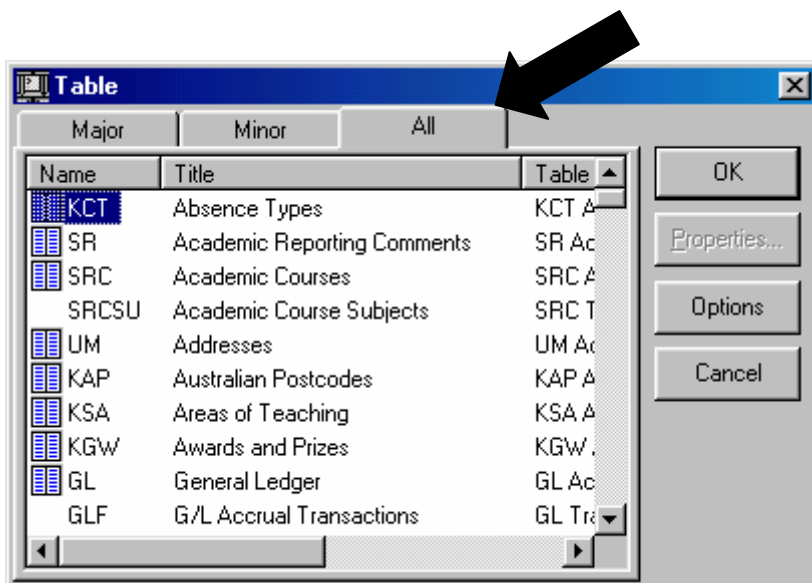 Table
Major Minor All
Name Title Table
KCT Absence Types KCT A
SR Academic Reporting Comments SR Ac
SRC Academic Courses SRC A
SRCSU Academic Course Subjects SRC T
UM Addresses UM Ac
KAP Australian Postcodes KAP A
KSA Areas of Teaching KSA A
KGW Awards and Prizes KGW
GL General Ledger GL Ac
GLF G/L Accrual Transactions GL Tra
OK
Properties...
Options
Cancel